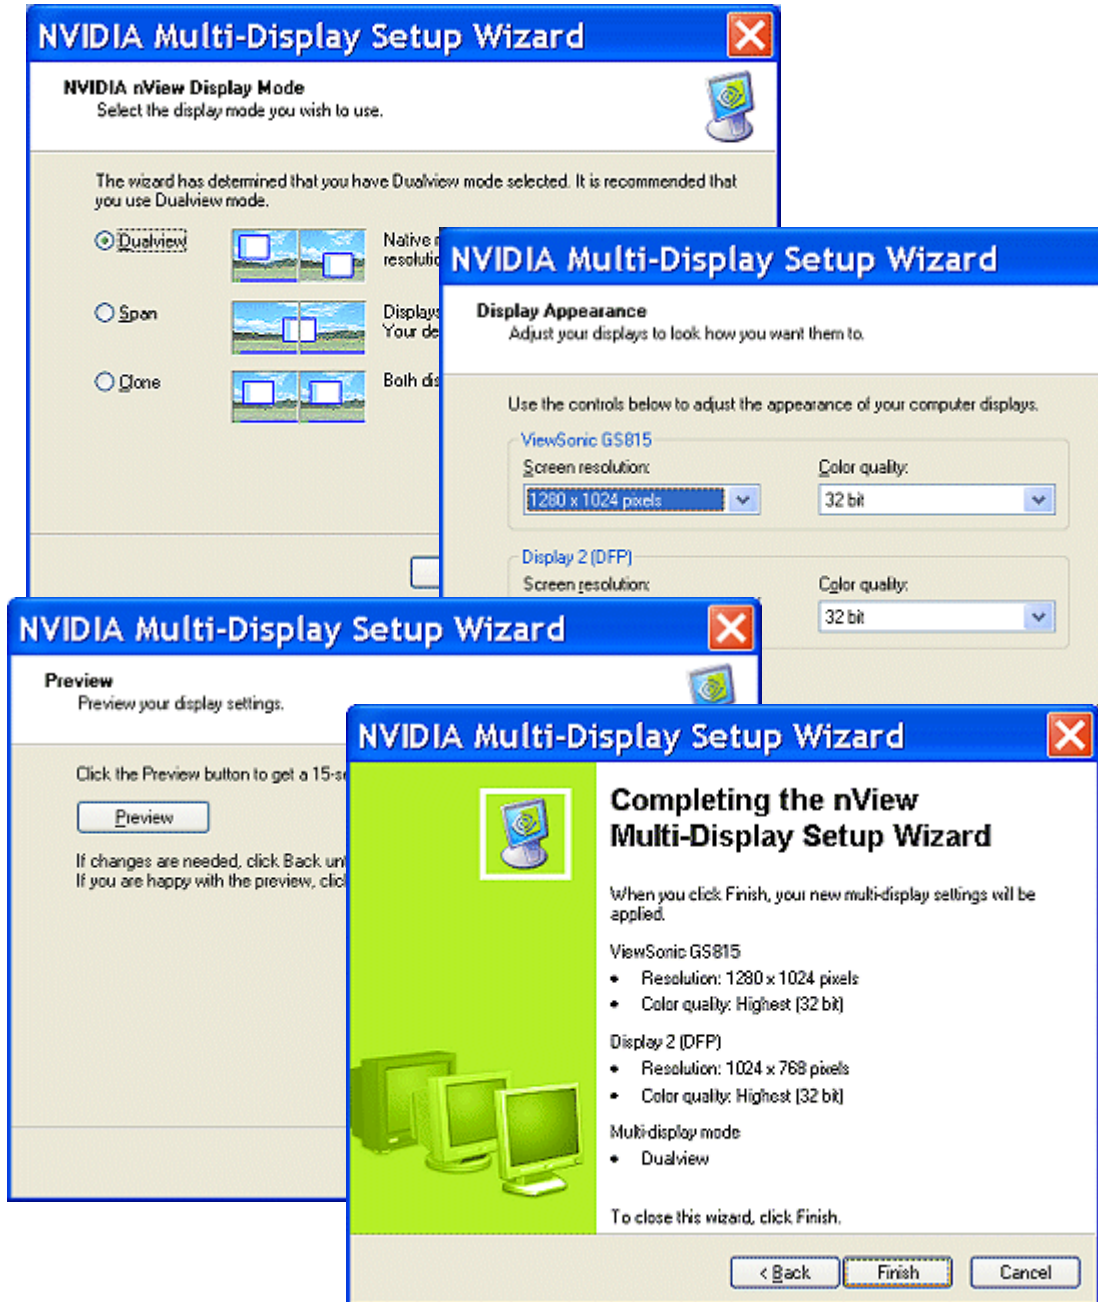 NVIDIA Multi-Display Setup Wizard
NVIDIA nView Display Mode
Select the display mode you wish to use.
The wizard has determined that you have Dualview mode selected. It is recommended that
you use Dualview mode.
Dualview
Native
Span
Displays
Your de
Clone
Both dis
NVIDIA Multi-Display Setup Wizard
Display Appearance
Adjust your displays to look how you want them to.
Use the controls below to adjust the appearance of your computer displays.
ViewSonic GS815
Screen resolution: Color quality:
1280 x 1024 pixels 32 bit
Display 2 (DFP)
Screen resolution: Color quality:
32 bit
NVIDIA Multi-Display Setup Wizard
Preview
Preview your display settings.
Click the Preview button to get a 15-se
Preview
If changes are needed, click Back unt
If you are happy with the preview, clic
NVIDIA Multi-Display Setup Wizard
Completing the nView
Multi-Display Setup Wizard
When you click Finish, your new multi-display settings will be
applied.
ViewSonic GS815
• Resolution: 1280 x 1024 pixels
• Color quality: Highest (32 bit)
Display 2 (DFP)
• Resolution: 1024 x 768 pixels
• Color quality: Highest (32 bit)
Multi-display mode
• Dualview
To close this wizard, click Finish.
< Back Finish Cancel